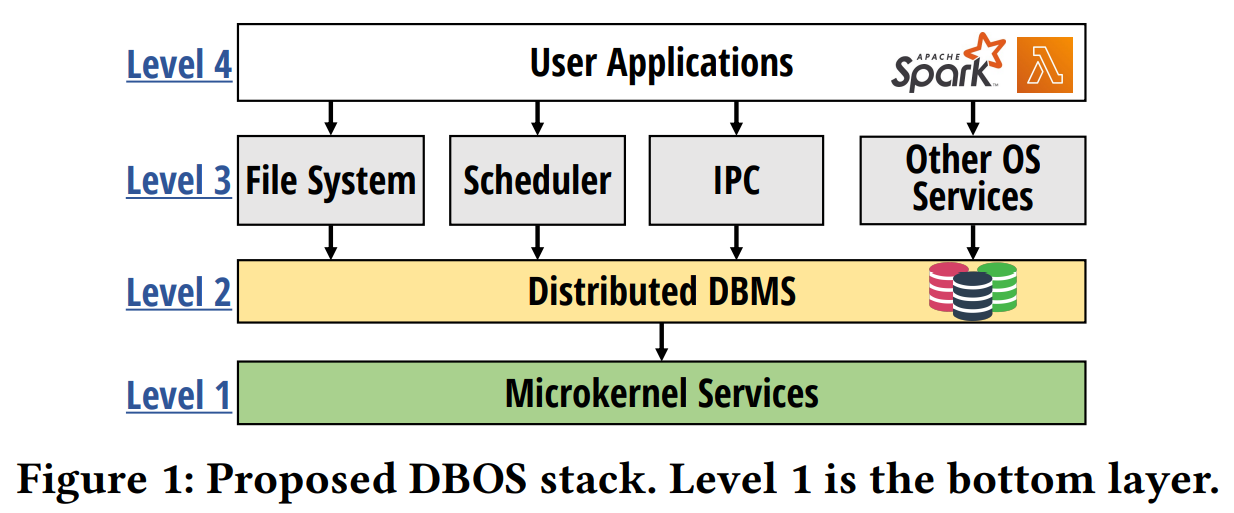 Level 4
User Applications
APACHE
Spark™
Level 3
File System
Scheduler
IPC
Other OS
Services
Level 2
Distributed DBMS
Level 1
Microkernel Services
Figure 1: Proposed DBOS stack. Level 1 is the bottom layer.